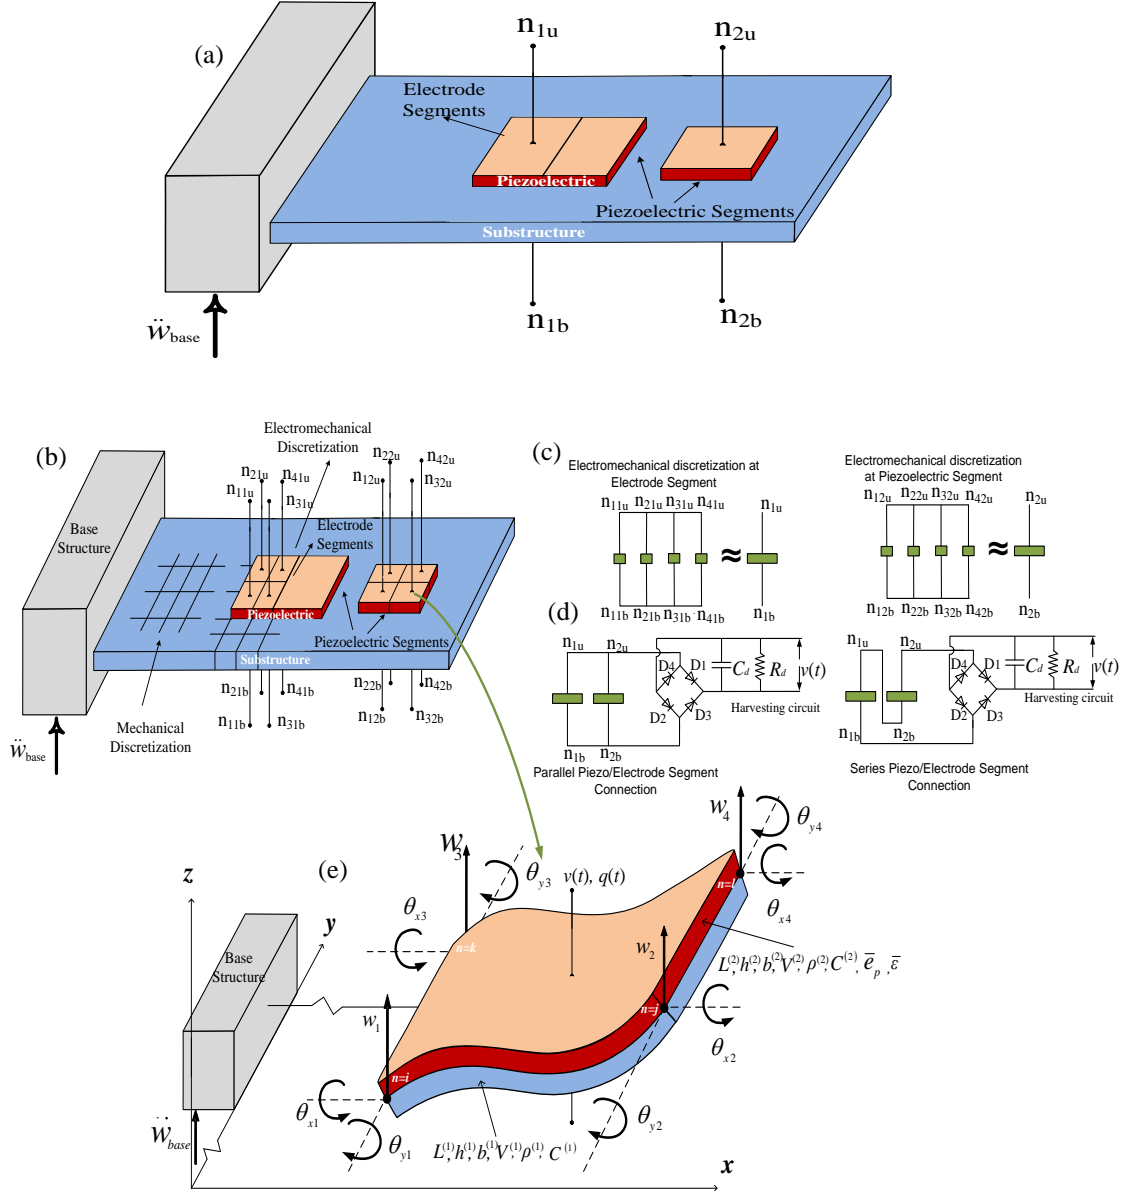 (a)
n1u
n2u
Electrode
Segments
Piezoelectric
Piezoelectric Segments
Substructure
ẅbase
n1b
n2b
(b)
Electromechanical
Discretization
n22u
n42u
n21u
n41u
n12u
n32u
n11u
n31u
Base
Structure
Electrode
Segments
Piezoelectric
Piezoelectric Segments
Substructure
n21b
n41b
n22b
n42b
n11b
n31b
n12b
n32b
Mechanical
Discretization
ẅbase
(c)
Electromechanical discretization at
Electrode Segment
n11u n21u n31u n41u
n1u
≈
n11b n21b n31b n41b
n1b
Electromechanical discretization
at Piezoelectric Segment
n12u n22u n32u n42u
n2u
≈
n12b n22b n32b n42b
n2b
(d)
n1u
n2u
D4
D1
D2
D3
Cd
Rd
v(t)
Harvesting circuit
n1b
n2b
Parallel Piezo/Electrode Segment
Connection
n1u
n2u
D4
D1
D2
D3
Cd
Rd
v(t)
Harvesting circuit
n1b
n2b
Series Piezo/Electrode Segment
Connection
(e)
z
y
x
Base
Structure
ẅbase
w3
θy3
θx3
n=k
v(t), q(t)
w4
θy4
θx4
n=l
w2
n=j
θx2
θy2
w1
n=i
θx1
θy1
L(2), h(2), b(2), V(2), ρ(2), C(2), e̅p, ε̅
L(1), h(1), b(1), V(1), ρ(1), C(1)